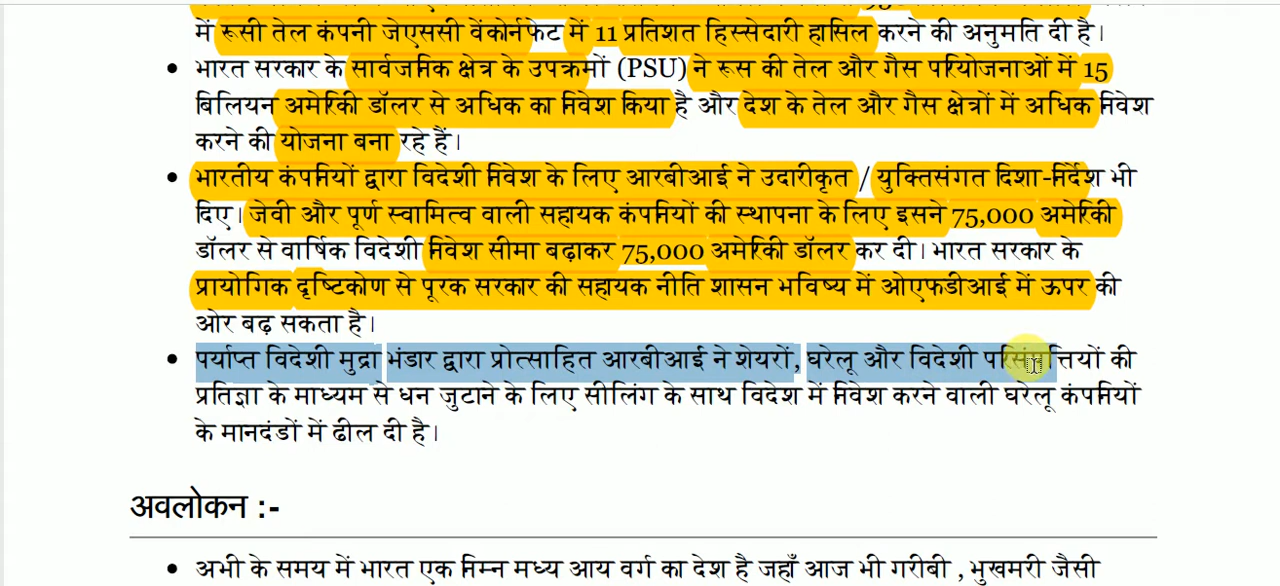 में रूसी तेल कंपनी जेएससी वेंकोर्नफेट में 11 प्रतिशत हिस्सेदारी हासिल करने की अनुमति दी है।
• भारत सरकार के सार्वजनिक क्षेत्र के उपक्रमों (PSU) ने रूस की तेल और गैस परियोजनाओं में 15
बिलियन अमेरिकी डॉलर से अधिक का निवेश किया है और देश के तेल और गैस क्षेत्रों में अधिक निवेश
करने की योजना बना रहे हैं।
• भारतीय कंपनियों द्वारा विदेशी निवेश के लिए आरबीआई ने उदारीकृत / युक्तिसंगत दिशा-निर्देश भी
दिए। जेवी और पूर्ण स्वामित्व वाली सहायक कंपनियों की स्थापना के लिए इसने 75,000 अमेरिकी
डॉलर से वार्षिक विदेशी निवेश सीमा बढ़ाकर 75,000 अमेरिकी डॉलर कर दी। भारत सरकार के
प्रायोगिक दृष्टिकोण से पूरक सरकार की सहायक नीति शासन भविष्य में ओएफडीआई में ऊपर की
ओर बढ़ सकता है।
• पर्याप्त विदेशी मुद्रा भंडार द्वारा प्रोत्साहित आरबीआई ने शेयरों, घरेलू और विदेशी परिसंपत्तियों की
प्रतिज्ञा के माध्यम से धन जुटाने के लिए सीलिंग के साथ विदेश में निवेश करने वाली घरेलू कंपनियों
के मानदंडों में ढील दी है।
अवलोकन :-
• अभी के समय में भारत एक निम्न मध्य आय वर्ग का देश है जहाँ आज भी गरीबी , भुखमरी जैसी